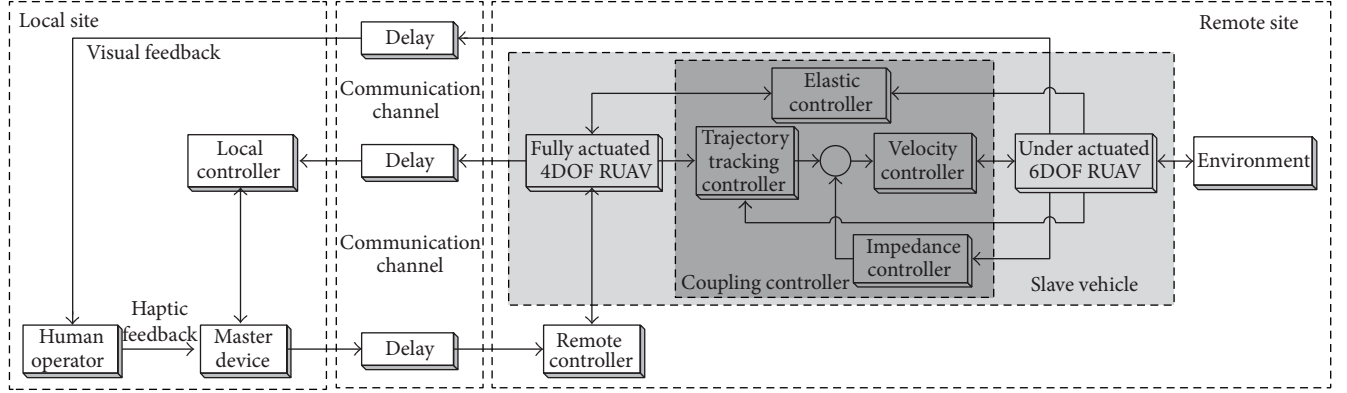 Local site
Remote site
Visual feedback
Delay
Communication
channel
Elastic
controller
Local
controller
Delay
Fully actuated
4DOF RUAV
Trajectory
tracking
controller
Velocity
controller
Under actuated
6DOF RUAV
Environment
Communication
channel
Impedance
controller
Coupling controller
Slave vehicle
Haptic
feedback
Human
operator
Master
device
Delay
Remote
controller